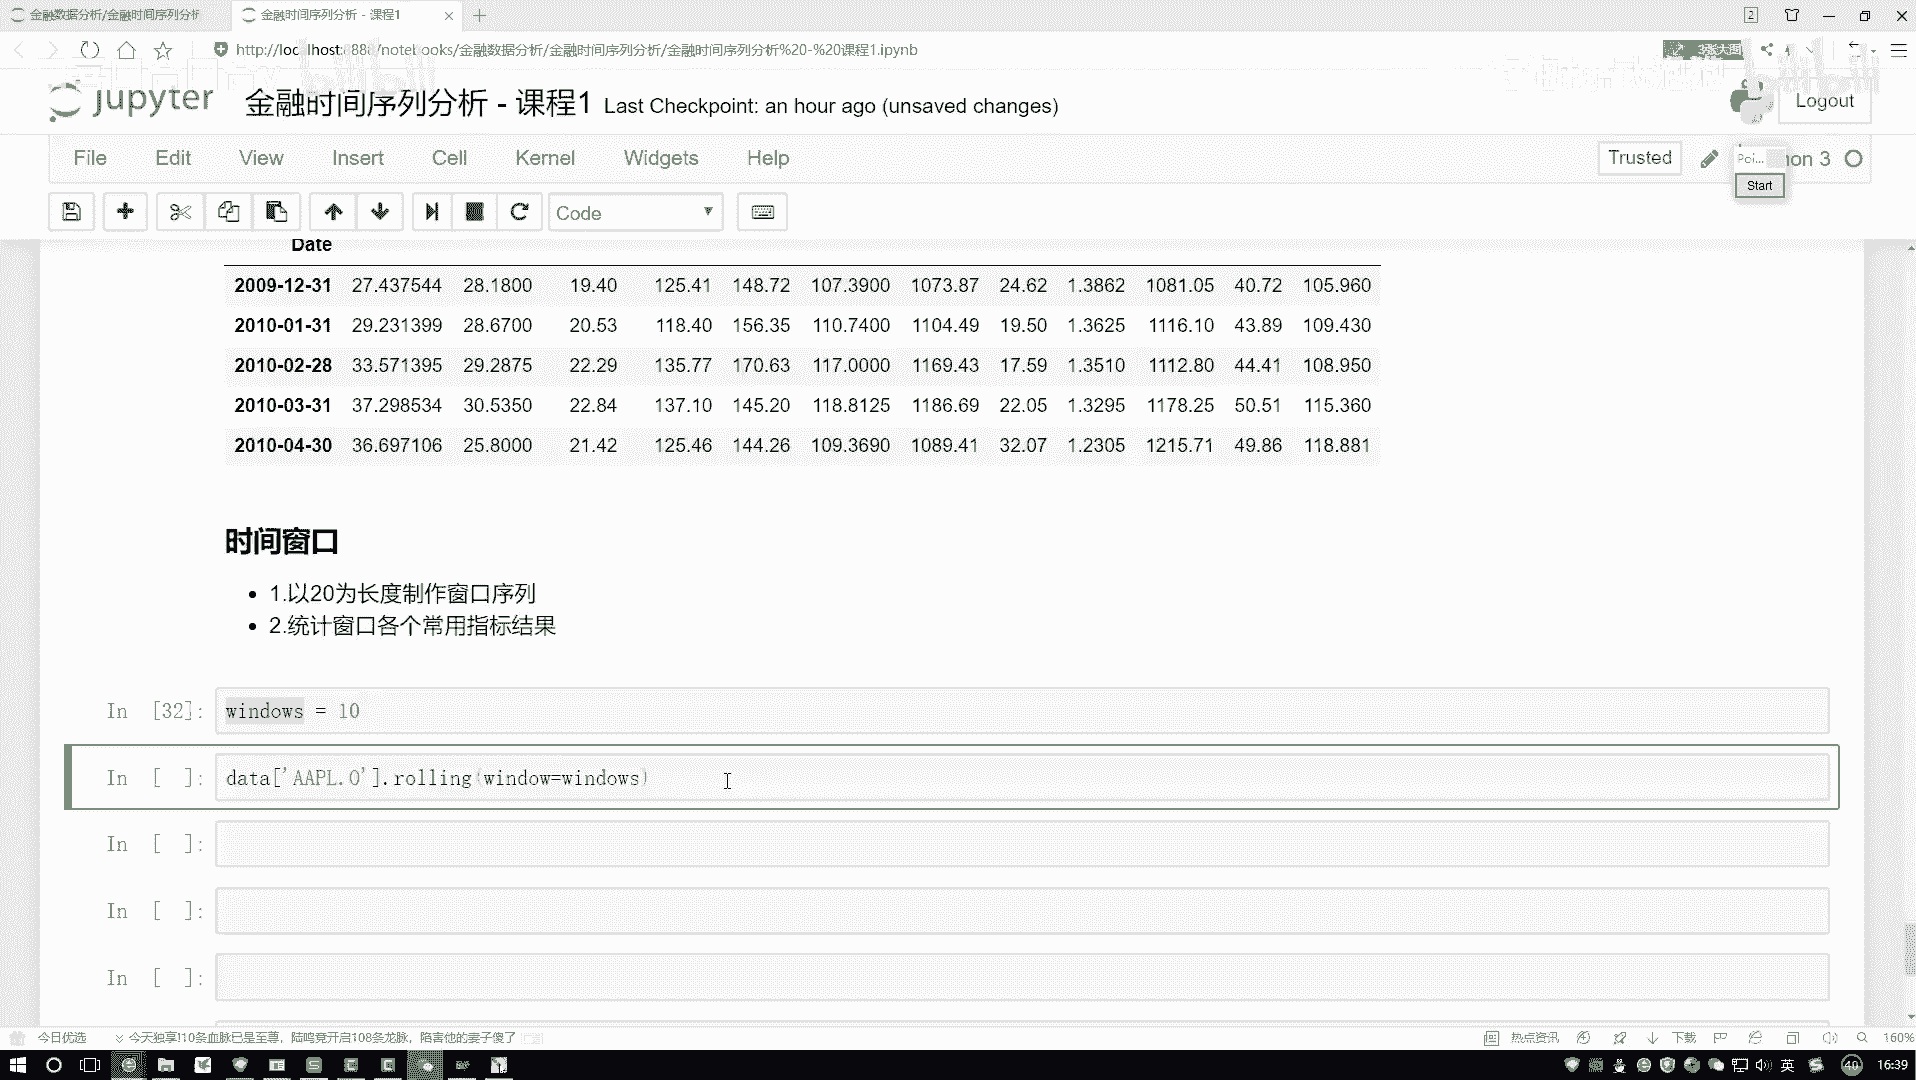 金融数据分析/金融时间序列分析
金融时间序列分析 - 课程1
2
http://localhost:888/notebooks/金融数据分析/金融时间序列分析/金融时间序列分析%20-%20课程1.ipynb
3张大图
jupyter
金融时间序列分析 - 课程1 Last Checkpoint: an hour ago (unsaved changes)
bilibili
Logout
File Edit View Insert Cell Kernel Widgets Help
Trusted
Poi...
hon 3
Start
Code
Date
2009-12-31 27.437544 28.1800 19.40 125.41 148.72 107.3900 1073.87 24.62 1.3862 1081.05 40.72 105.960
2010-01-31 29.231399 28.6700 20.53 118.40 156.35 110.7400 1104.49 19.50 1.3625 1116.10 43.89 109.430
2010-02-28 33.571395 29.2875 22.29 135.77 170.63 117.0000 1169.43 17.59 1.3510 1112.80 44.41 108.950
2010-03-31 37.298534 30.5350 22.84 137.10 145.20 118.8125 1186.69 22.05 1.3295 1178.25 50.51 115.360
2010-04-30 36.697106 25.8000 21.42 125.46 144.26 109.3690 1089.41 32.07 1.2305 1215.71 49.86 118.881
时间窗口
1.以20为长度制作窗口序列
2.统计窗口各个常用指标结果
In [32]: windows = 10
In [ ]: data['AAPL.O'].rolling(window=windows)
In [ ]:
In [ ]:
In [ ]:
今日优选 今天独享!10条血脉已是至尊，陆鸣竟开启108条龙脉，陷害他的妻子傻了
热点资讯 下载 160%
英 40 16:39